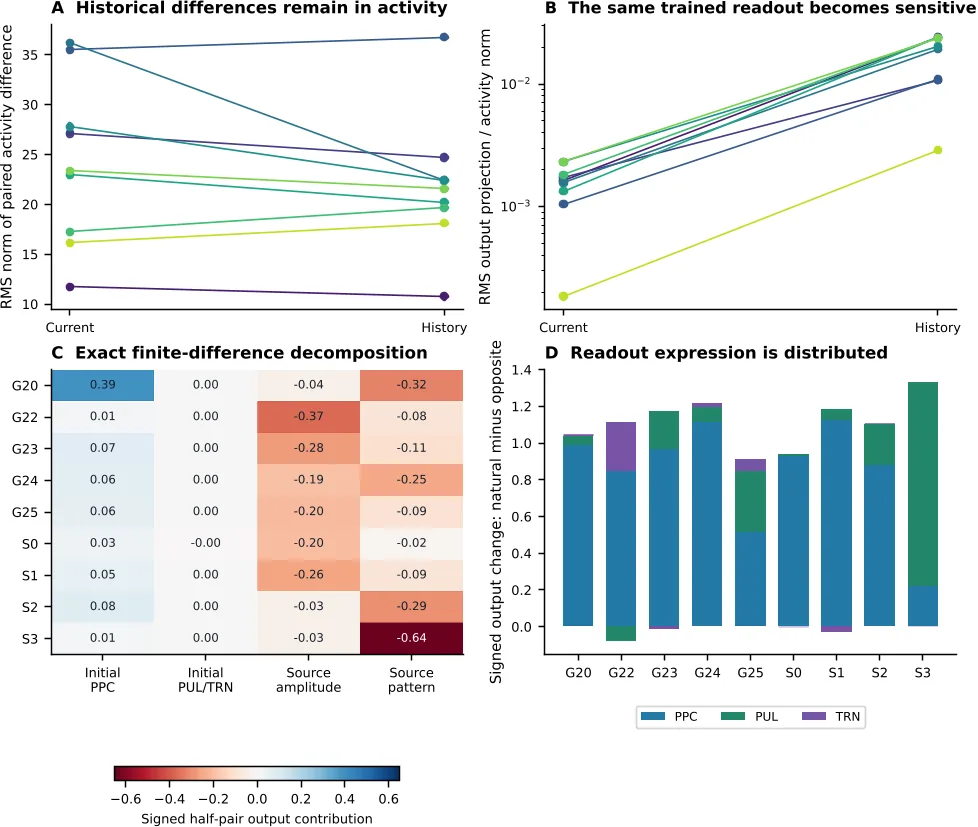 A Historical differences remain in activity
RMS norm of paired activity difference
35
30
25
20
15
10
Current History
B The same trained readout becomes sensitive
RMS output projection / activity norm
10⁻²
10⁻³
Current History
C Exact finite-difference decomposition
G20 0.39 0.00 -0.04 -0.32
G22 0.01 0.00 -0.37 -0.08
G23 0.07 0.00 -0.28 -0.11
G24 0.06 0.00 -0.19 -0.25
G25 0.06 0.00 -0.20 -0.09
S0 0.03 -0.00 -0.20 -0.02
S1 0.05 0.00 -0.26 -0.09
S2 0.08 0.00 -0.03 -0.29
S3 0.01 0.00 -0.03 -0.64
Initial Initial Source Source
PPC PUL/TRN amplitude pattern
−0.6 −0.4 −0.2 0.0 0.2 0.4 0.6
Signed half-pair output contribution
D Readout expression is distributed
Signed output change: natural minus opposite
1.4
1.2
1.0
0.8
0.6
0.4
0.2
0.0
G20 G22 G23 G24 G25 S0 S1 S2 S3
PPC PUL TRN